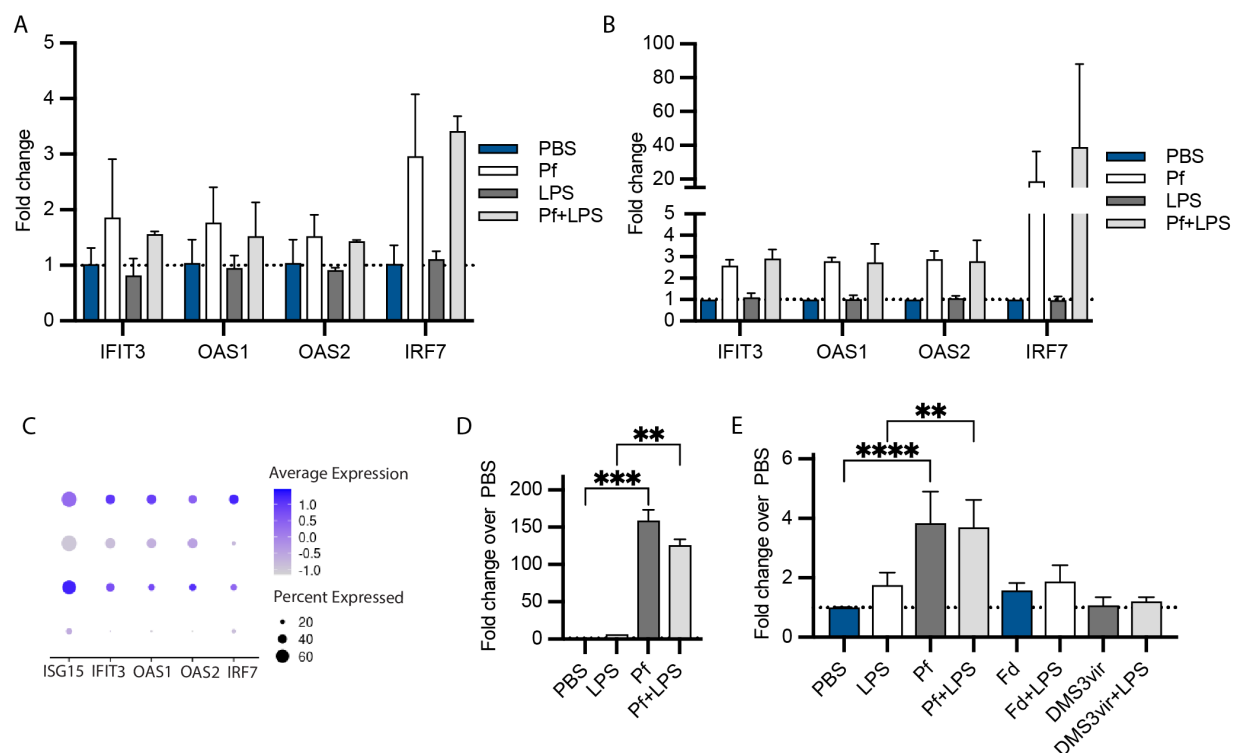 A
5
4
3
2
1
0
Fold change
IFIT3 OAS1 OAS2 IRF7
PBS
Pf
LPS
Pf+LPS
B
100
80
60
40
20
5
4
3
2
1
0
Fold change
IFIT3 OAS1 OAS2 IRF7
PBS
Pf
LPS
Pf+LPS
C
Average Expression
1.0
0.5
0.0
-0.5
-1.0
Percent Expressed
20
40
60
ISG15 IFIT3 OAS1 OAS2 IRF7
D
**
***
200
150
100
50
0
Fold change over PBS
PBS LPS Pf Pf+LPS
E
**
****
6
4
2
0
Fold change over PBS
PBS LPS Pf Pf+LPS Fd Fd+LPS DMS3vir DMS3vir+LPS